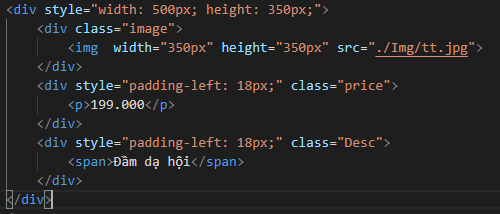 <div style="width: 500px; height: 350px;">
<div class="image">
<img  width="350px" height="350px" src="./Img/tt.jpg">
</div>
<div style="padding-left: 18px;" class="price">
<p>199.000</p>
</div>
<div style="padding-left: 18px;" class="Desc">
<span>Đầm dạ hội</span>
</div>
</div>